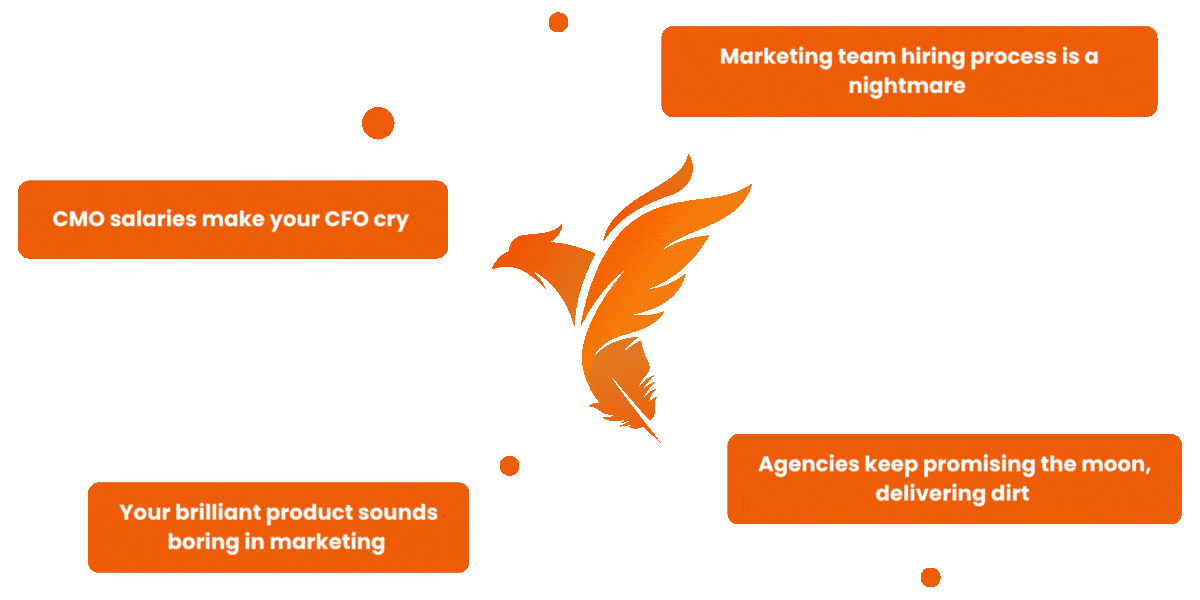 Marketing team hiring process is a
nightmare
CMO salaries make your CFO cry
Agencies keep promising the moon,
delivering dirt
Your brilliant product sounds
boring in marketing